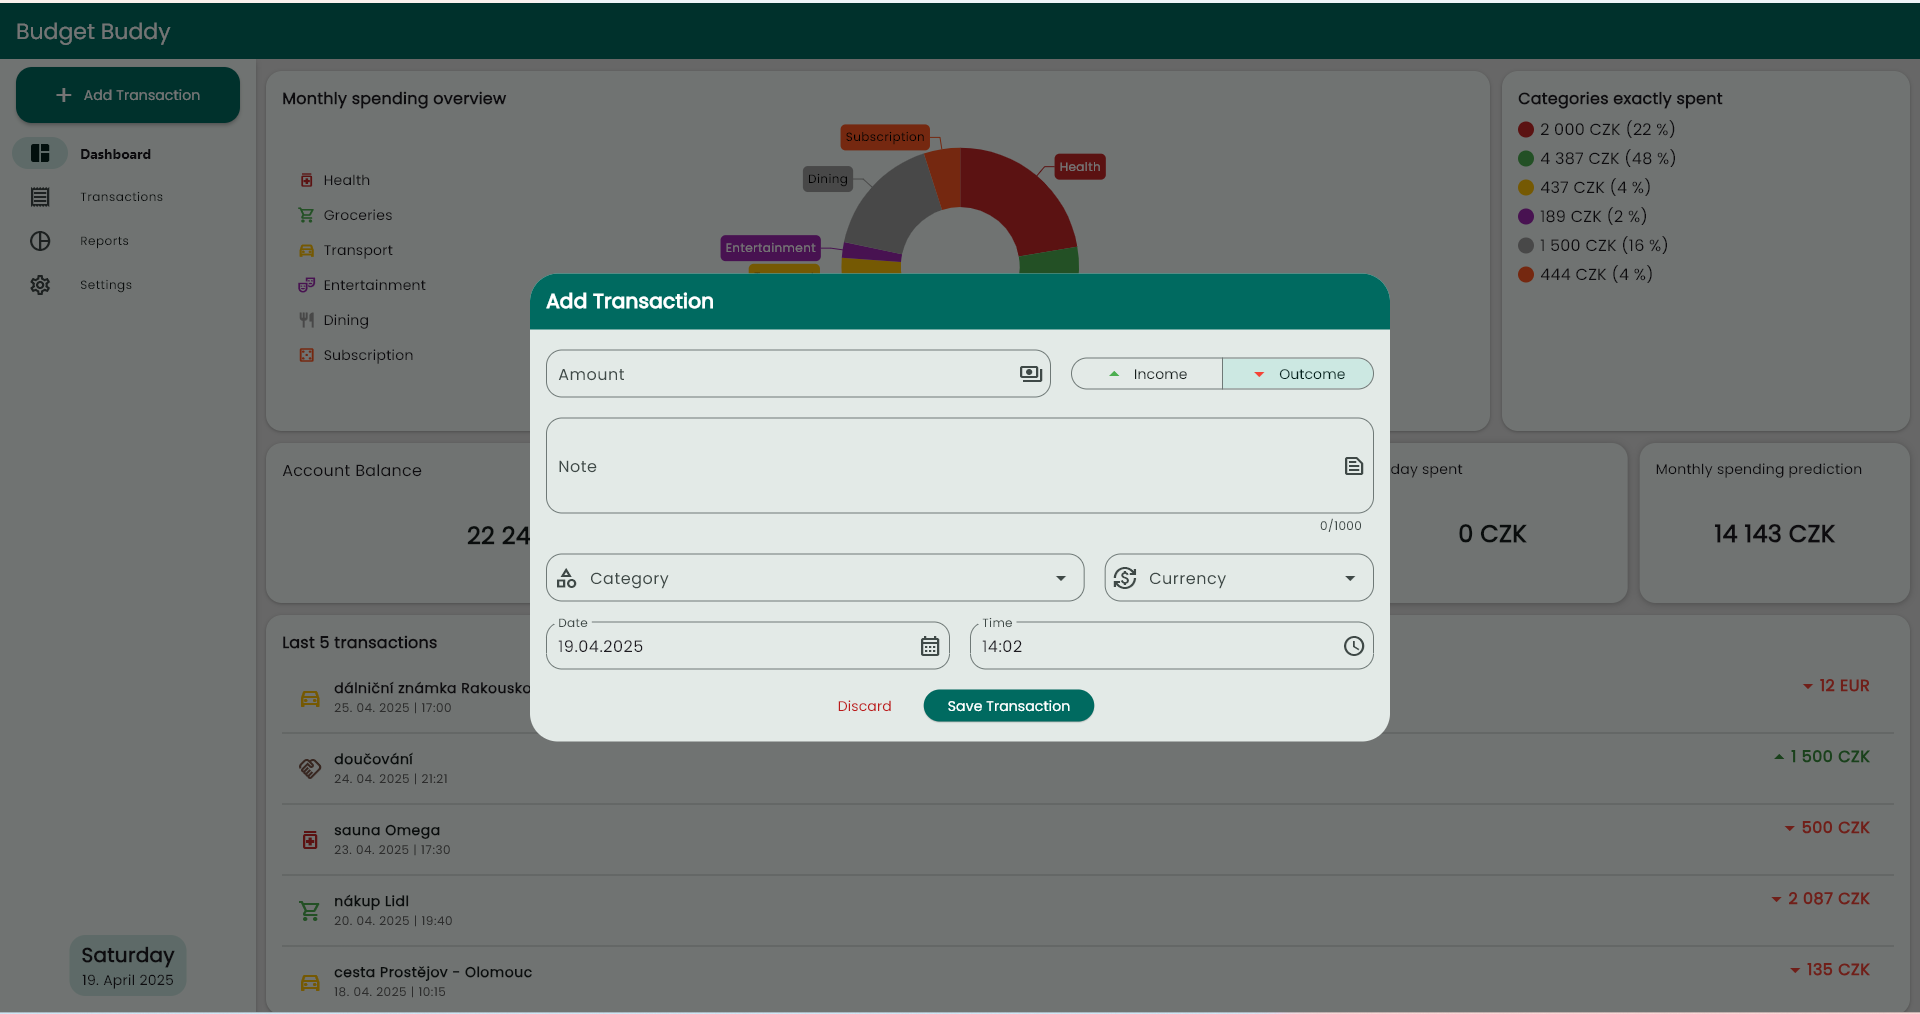 Budget Buddy
Add Transaction
Dashboard
Transactions
Reports
Settings
Saturday
19. April 2025
Monthly spending overview
Health
Groceries
Transport
Entertainment
Dining
Subscription
Subscription
Health
Dining
Entertainment
Categories exactly spent
2 000 CZK (22 %)
4 387 CZK (48 %)
437 CZK (4 %)
189 CZK (2 %)
1 500 CZK (16 %)
444 CZK (4 %)
Add Transaction
Amount
Income
Outcome
Note
0/1000
Category
Currency
Date
19.04.2025
Time
14:02
Discard
Save Transaction
Account Balance
22 24
day spent
0 CZK
Monthly spending prediction
14 143 CZK
Last 5 transactions
dálniční známka Rakousko
25. 04. 2025 | 17:00
12 EUR
doučování
24. 04. 2025 | 21:21
1 500 CZK
sauna Omega
23. 04. 2025 | 17:30
500 CZK
nákup Lidl
20. 04. 2025 | 19:40
2 087 CZK
cesta Prostějov - Olomouc
18. 04. 2025 | 10:15
135 CZK